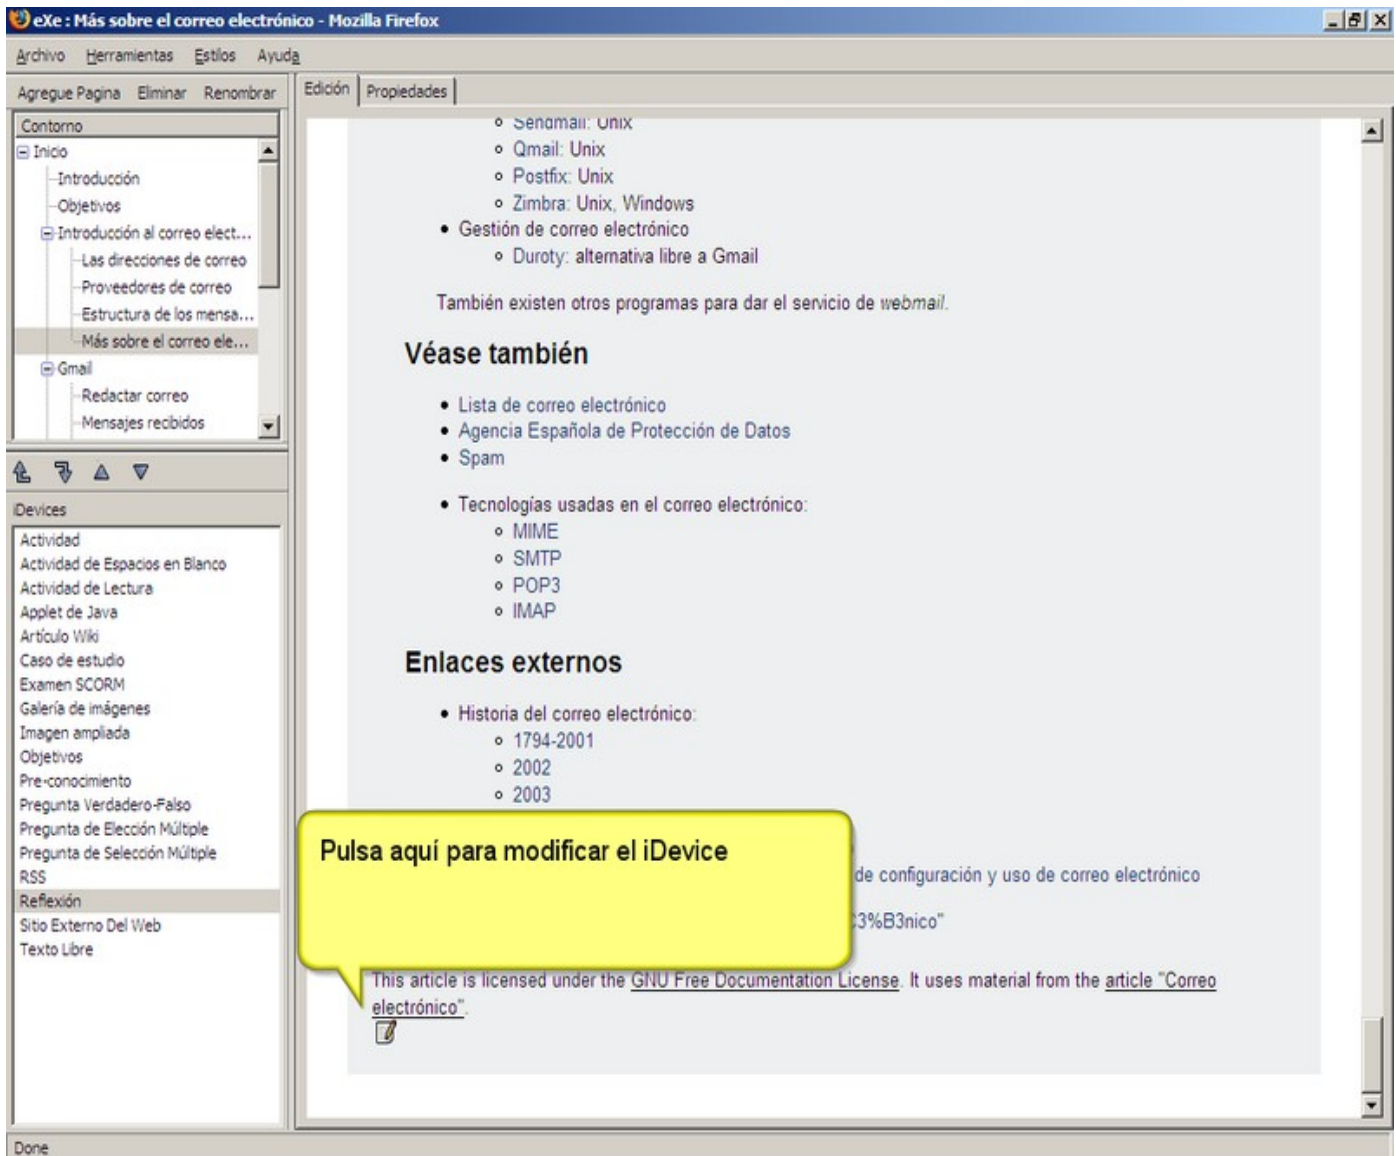 eXe : Más sobre el correo electrónico - Mozilla Firefox
Archivo Herramientas Estilos Ayuda
Agregue Pagina Eliminar Renombrar
Contorno
Inicio
Introducción
Objetivos
Introducción al correo elect...
Las direcciones de correo
Proveedores de correo
Estructura de los mensa...
Más sobre el correo ele...
Gmail
Redactar correo
Mensajes recibidos
iDevices
Actividad
Actividad de Espacios en Blanco
Actividad de Lectura
Applet de Java
Artículo Wiki
Caso de estudio
Examen SCORM
Galería de imágenes
Imagen ampliada
Objetivos
Pre-conocimiento
Pregunta Verdadero-Falso
Pregunta de Elección Múltiple
Pregunta de Selección Múltiple
RSS
Reflexión
Sitio Externo Del Web
Texto Libre
Edición Propiedades
Sendmail: Unix
Qmail: Unix
Postfix: Unix
Zimbra: Unix, Windows
Gestión de correo electrónico
Duroty: alternativa libre a Gmail
También existen otros programas para dar el servicio de webmail.
Véase también
Lista de correo electrónico
Agencia Española de Protección de Datos
Spam
Tecnologías usadas en el correo electrónico:
MIME
SMTP
POP3
IMAP
Enlaces externos
Historia del correo electrónico:
1794-2001
2002
2003
Pulsa aquí para modificar el iDevice
de configuración y uso de correo electrónico
C3%B3nico"
This article is licensed under the GNU Free Documentation License. It uses material from the article "Correo
electrónico".
Done